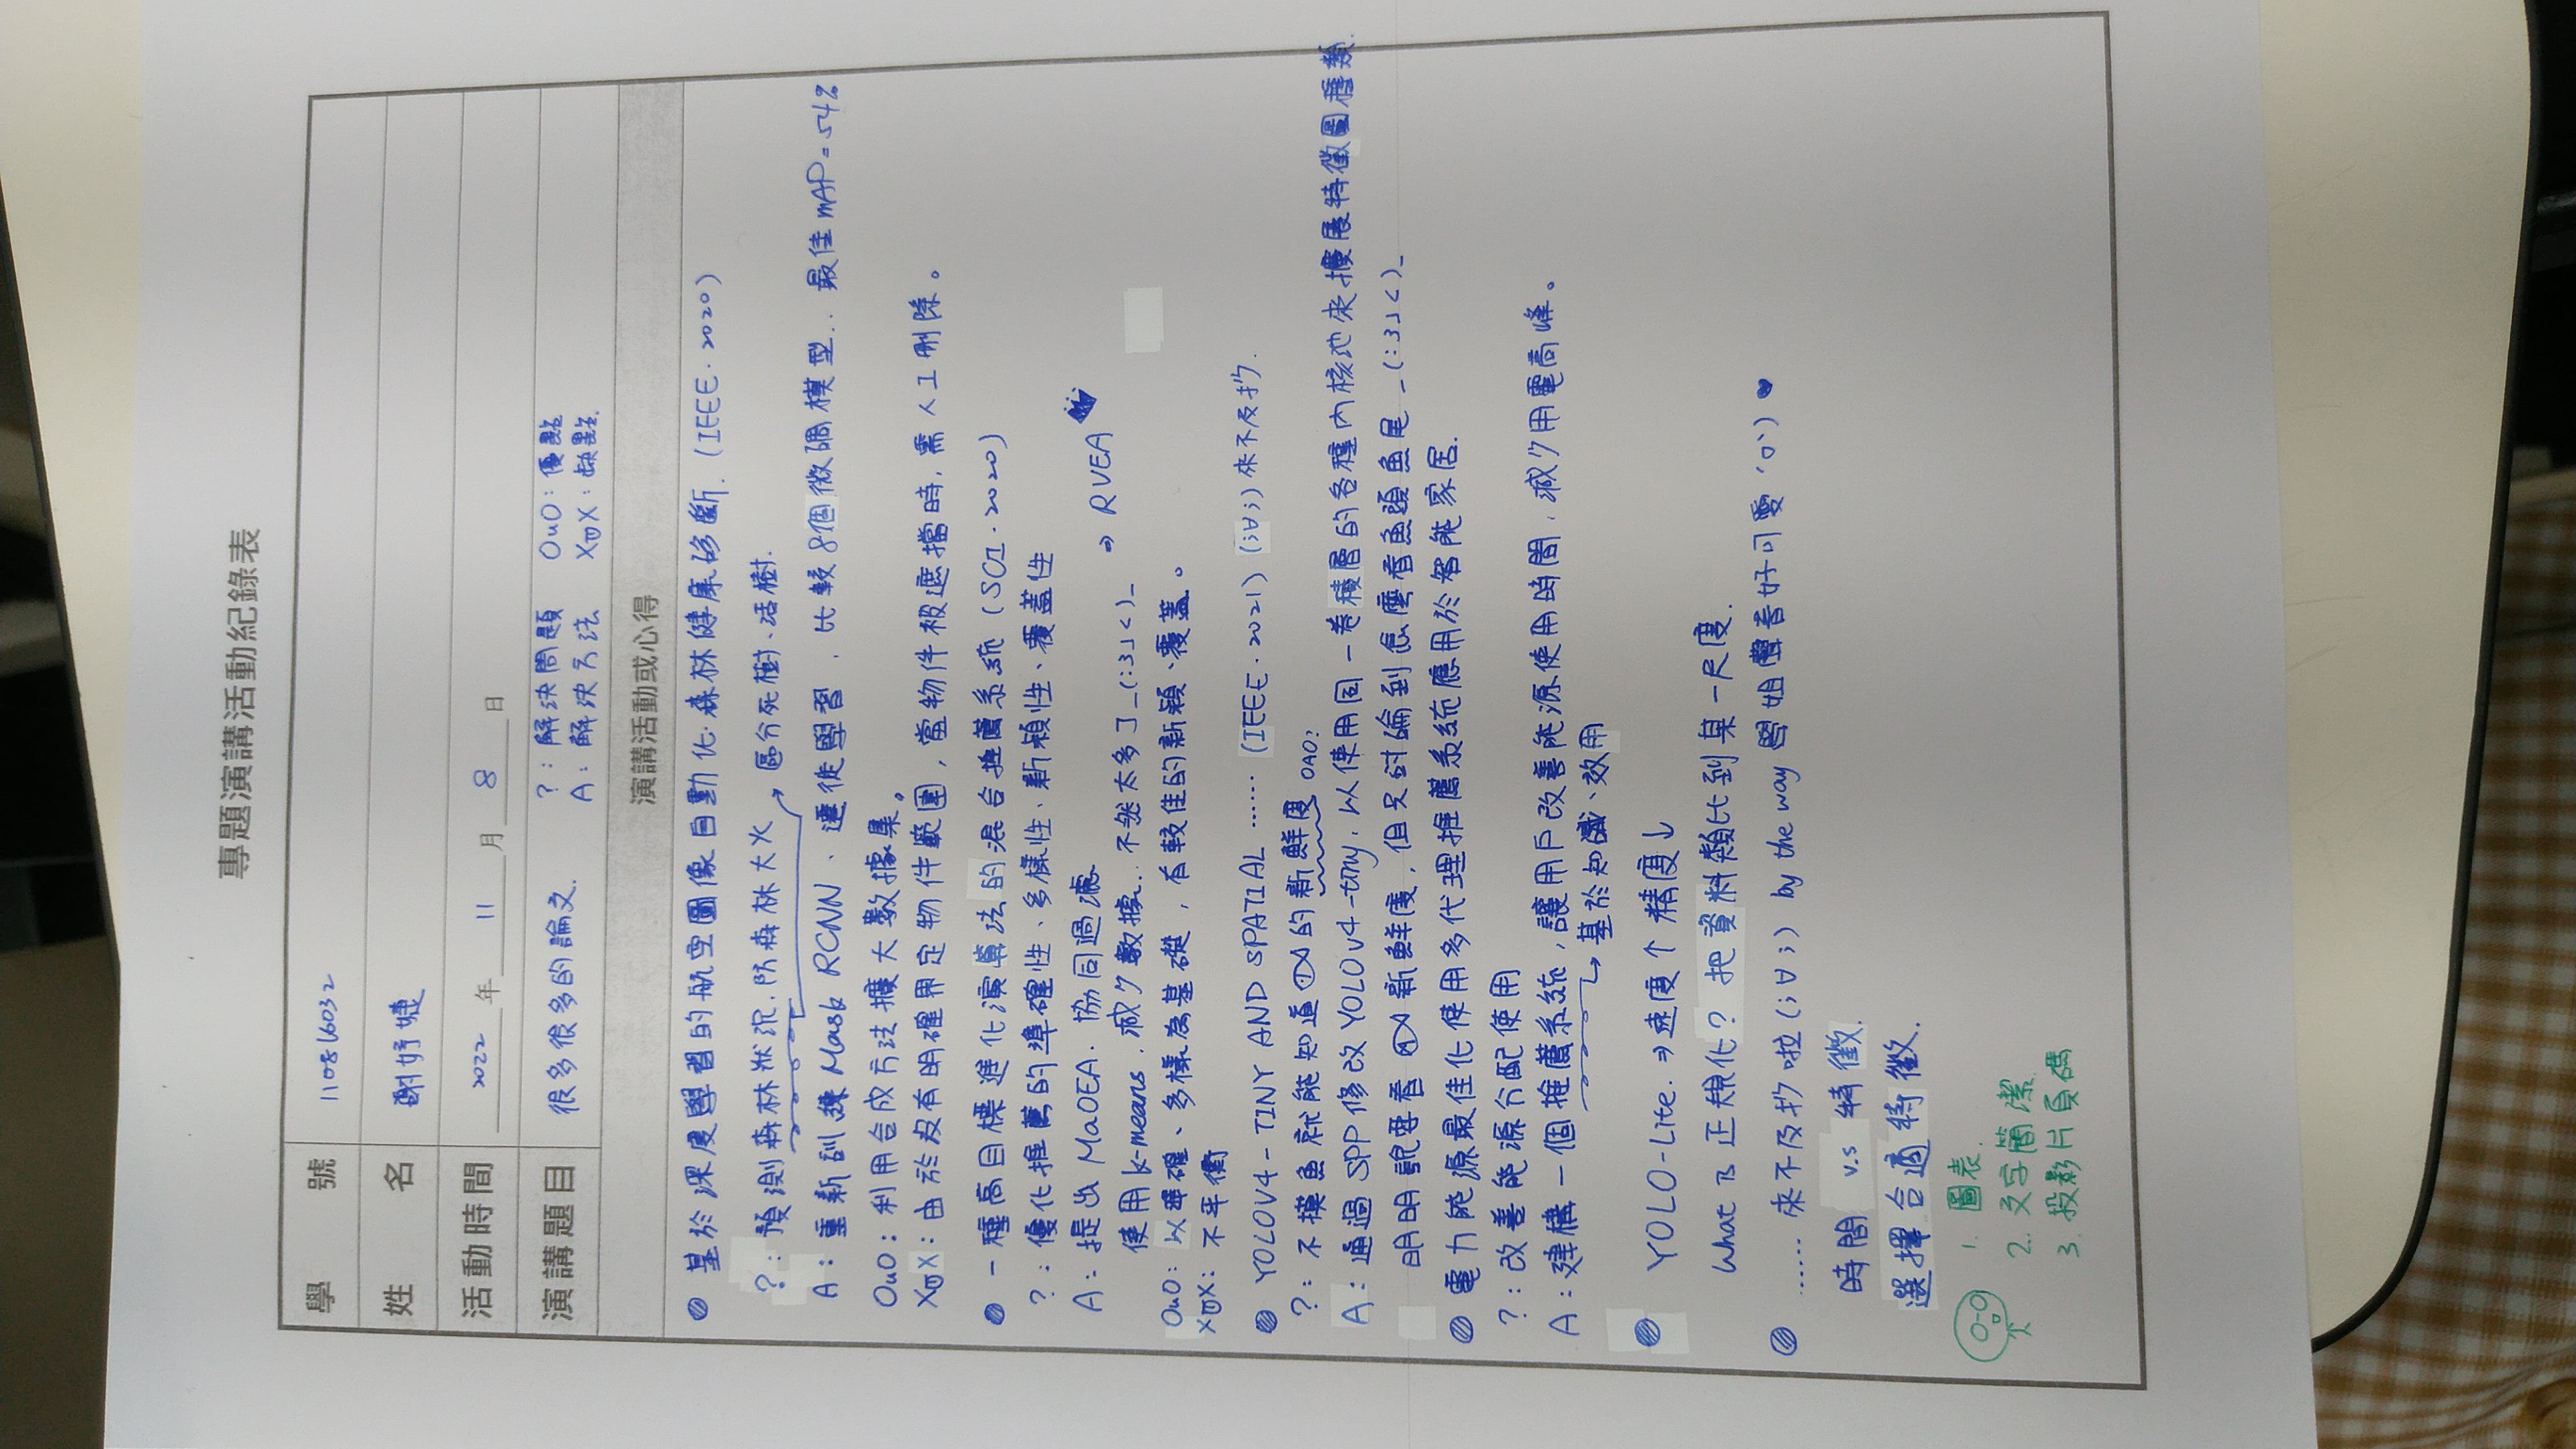 專題演講活動紀錄表
學號 110816032
姓名 謝妤婕
活動時間 2022 年 11 月 8 日
演講題目 很多很多的論文. ?: 解決問題 OuO: 優點
A: 解決方法 X皿X: 缺點.
演講活動或心得
基於深度學習的航空圖像自動化森林健康診斷. (IEEE.2020)
?: 預測森林狀況.防森林大火 → 區分死樹、活樹.
A: 重新訓練 Mask RCNN、遷徙學習, 比較8個微調模型.. 最佳mAP=54%
OuO: 利用合成方法擴大數據集。
X皿X: 由於沒有明確界定物件範圍, 當物件被遮擋時, 需人工刪除。
一種高目標進化演算法的混合推薦系統 (SCI.2020)
?: 優化推薦的準確性、多樣性、新穎性、覆蓋性
A: 提出 MaOEA. 協同過濾
使用 k-means. 減少數據.. 不然太多了_(:3」<)_ ⇒ RVEA
OuO: 以準確、多樣為基礎, 有較佳的新穎、覆蓋。
X皿X: 不平衡
YOLOV4-TINY AND SPATIAL ...... (IEEE.2021) (;∀;) 來不及抄.
?: 不摸魚就能知道的新鮮度 OAO?
A: 通過 SPP 修改 YOLOv4-tiny, 以使用同一卷積層的各種內核池來擴展特徵圖種類.
明明說要看新鮮度, 但只討論到怎麼看魚頭魚尾_(:3」<)_
電力能源最佳化使用多代理推薦系統應用於智能家居.
?: 改善能源分配使用
A: 建構一個推薦系統, 讓用戶改善能源使用時間, 減少用電高峰。
→ 基於知識、效用
YOLO-Lite. ⇒ 速度↑ 精度↓
What 乃 正規化? 把資料類比到某一尺度.
...... 來不及抄啦(;∀;) by the way 學姐聲音好可愛 'o') ♥
時間 v.s 特徵.
選擇合適特徵.
1. 圖表.
2. 文字簡潔
3. 投影片頁碼